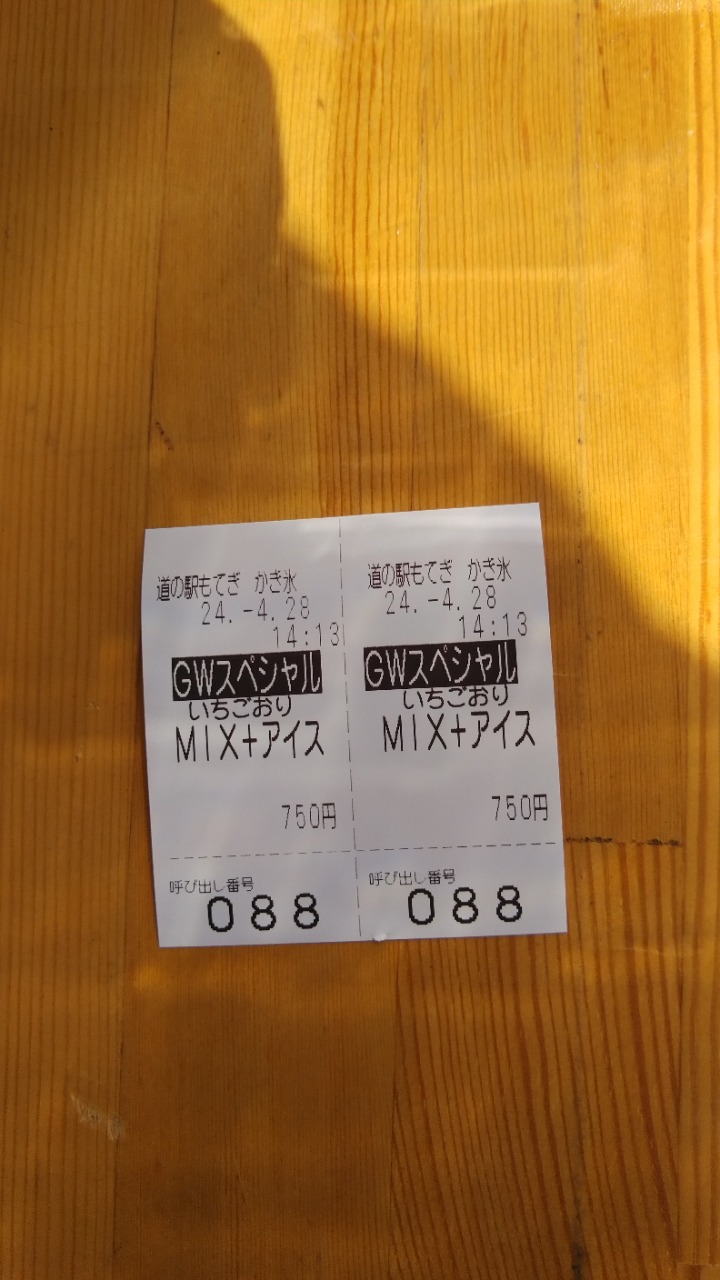 道の駅もてぎ かき氷
24.-4.28
14:13
GWスペシャル
いちごおり
MIX+アイス
750円
呼び出し番号
088
道の駅もてぎ かき氷
24.-4.28
14:13
GWスペシャル
いちごおり
MIX+アイス
750円
呼び出し番号
088